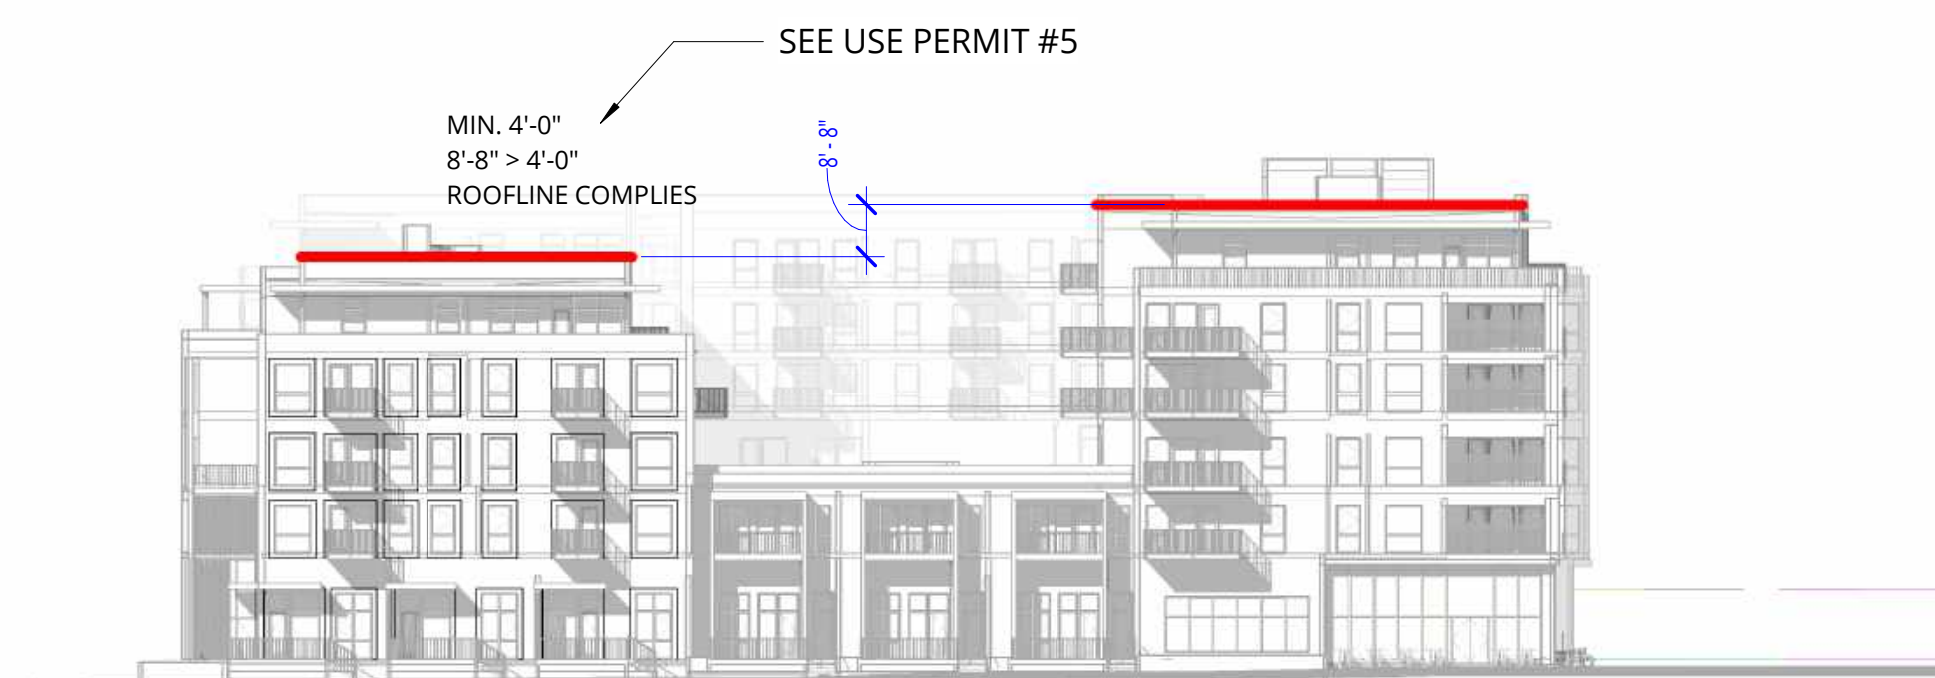 SEE USE PERMIT #5
MIN. 4'-0"
8'-8" > 4'-0"
ROOFLINE COMPLIES
8' - 8"